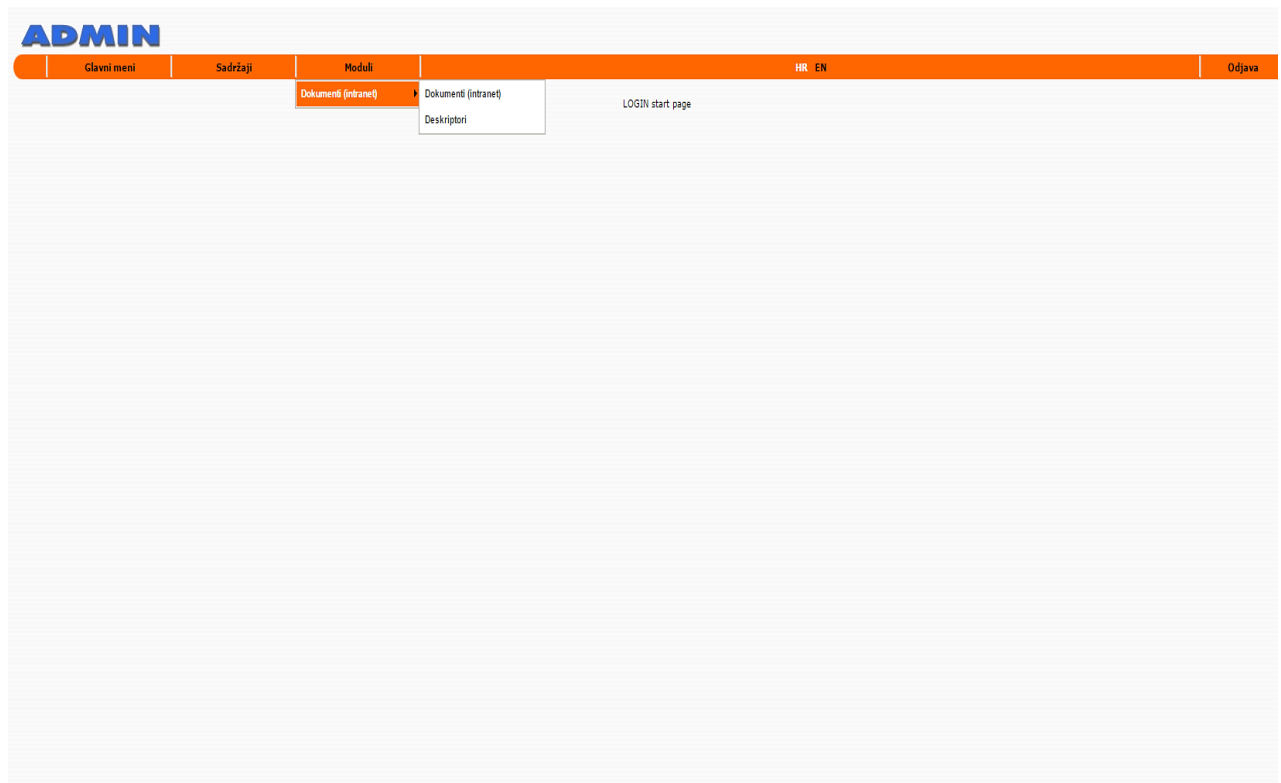 ADMIN
Glavni meni Sadržaji Moduli HR EN Odjava
Dokumenti (intranet) Dokumenti (intranet)
Deskriptori
LOGIN start page